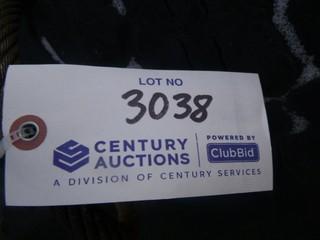 LOT NO
3038
CENTURY AUCTIONS
POWERED BY
ClubBid
A DIVISION OF CENTURY SERVICES